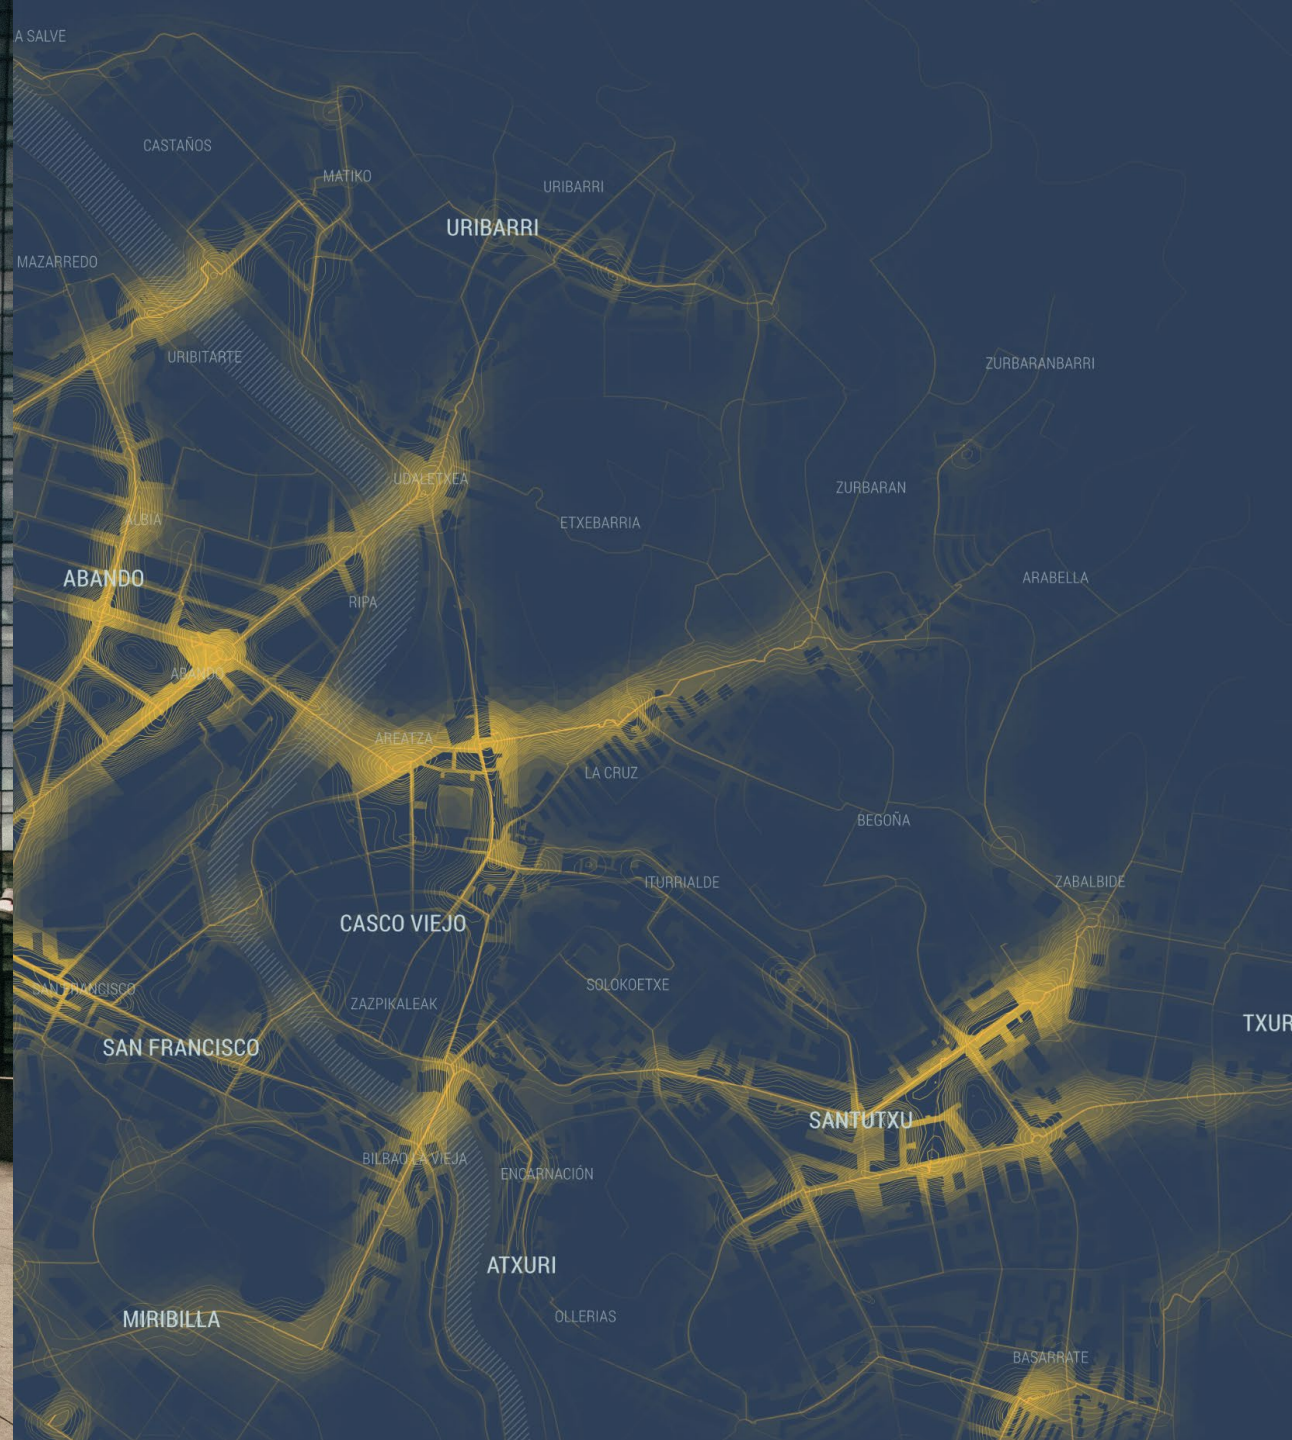 A SALVE
CASTAÑOS
MATIKO
URIBARRI
URIBARRI
MAZARREDO
URIBITARTE
ZURBARANBARRI
UDALETXEA
ZURBARAN
ALBIA
ETXEBARRIA
ABANDO
ARABELLA
RIPA
ABANDO
AREATZA
LA CRUZ
BEGOÑA
ITURRIALDE
ZABALBIDE
CASCO VIEJO
SOLOKOETXE
SAN FRANCISCO
ZAZPIKALEAK
TXUR
SAN FRANCISCO
SANTUTXU
BILBAO LA VIEJA
ENCARNACIÓN
ATXURI
MIRIBILLA
OLLERIAS
BASARRATE